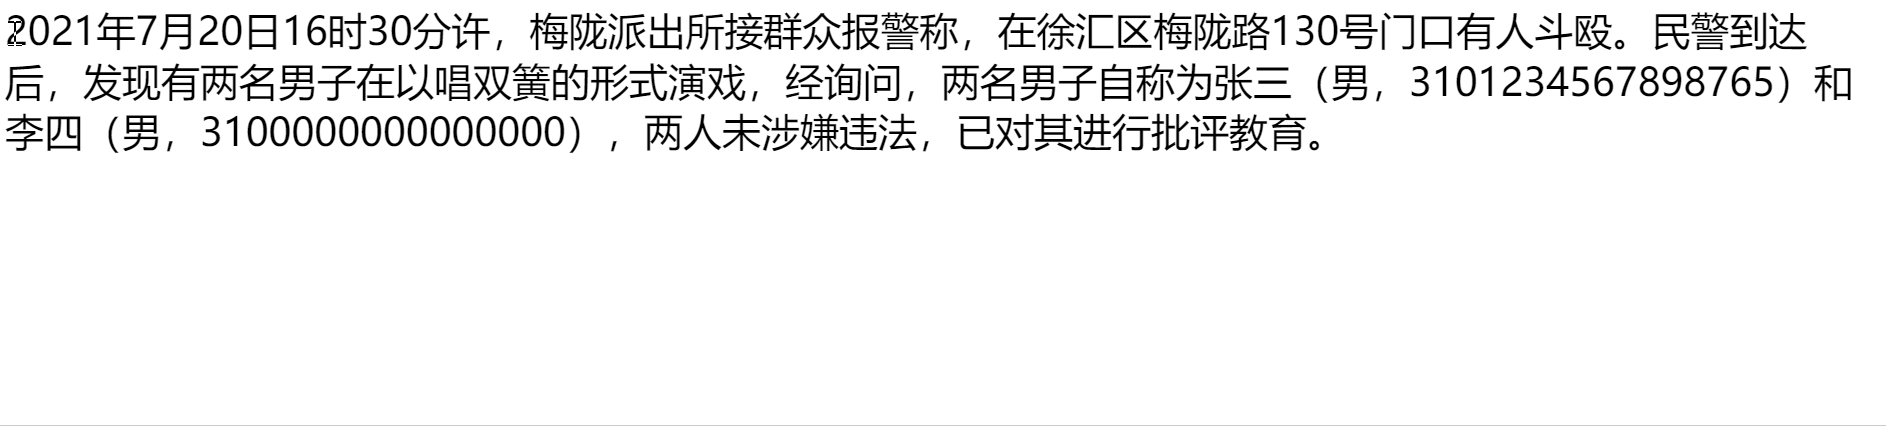 2021年7月20日16时30分许，梅陇派出所接群众报警称，在徐汇区梅陇路130号门口有人斗殴。民警到达
后，发现有两名男子在以唱双簧的形式演戏，经询问，两名男子自称为张三（男，3101234567898765）和
李四（男，3100000000000000），两人未涉嫌违法，已对其进行批评教育。